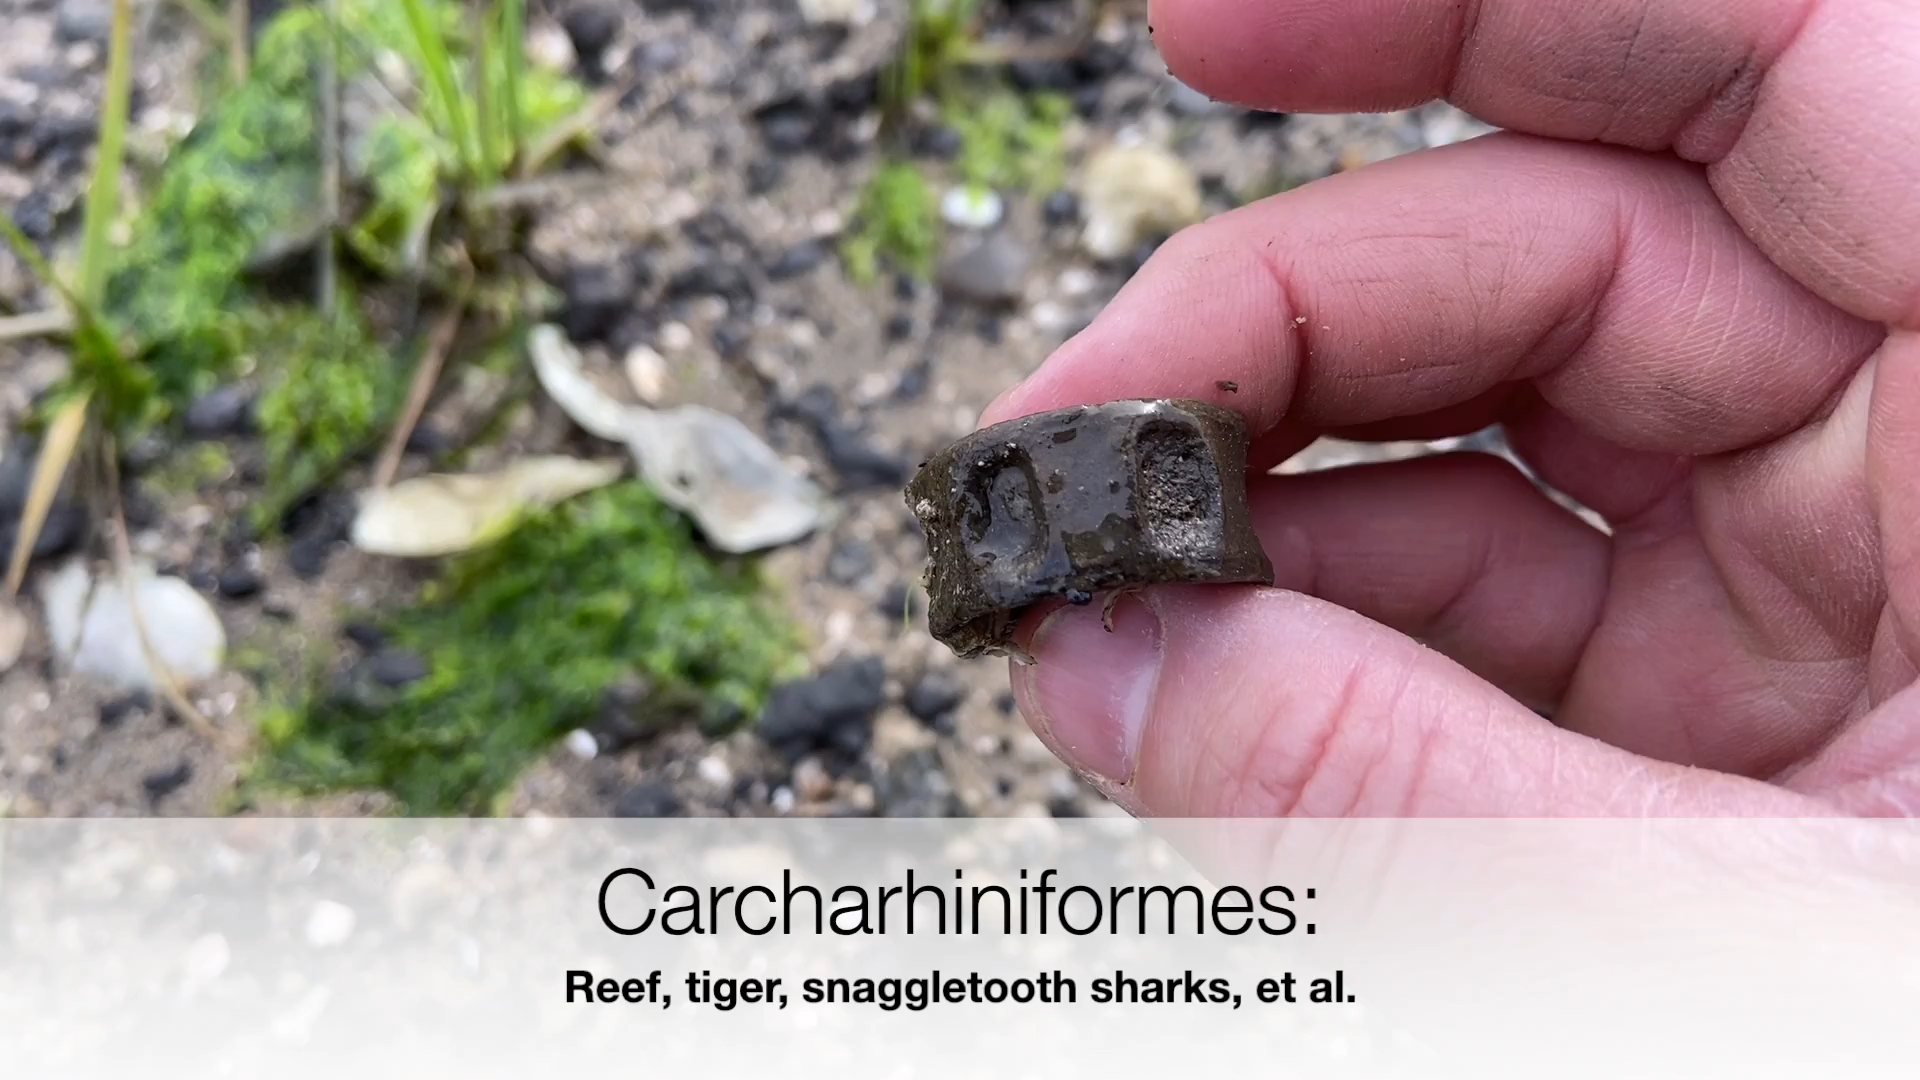 Carcharhiniformes:
Reef, tiger, snaggletooth sharks, et al.